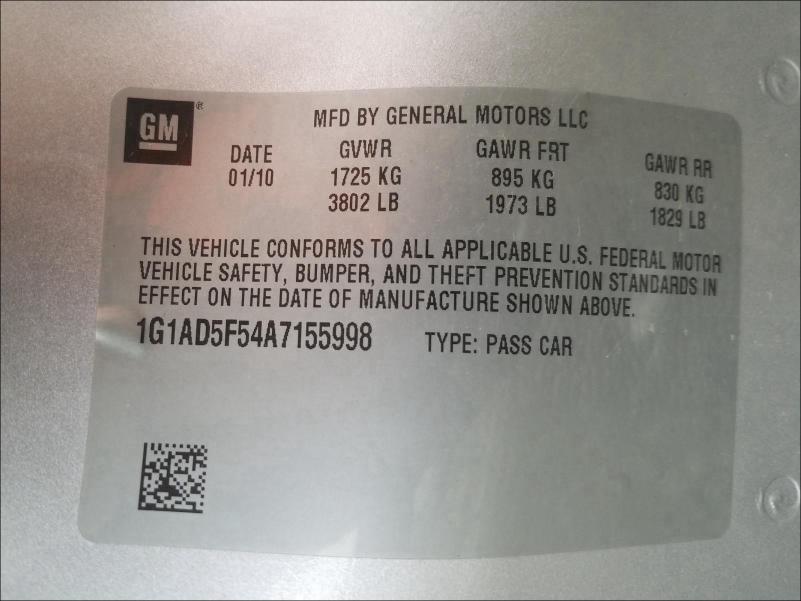 GM ®
MFD BY GENERAL MOTORS LLC
DATE GVWR GAWR FRT GAWR RR
01/10 1725 KG 895 KG 830 KG
3802 LB 1973 LB 1829 LB
THIS VEHICLE CONFORMS TO ALL APPLICABLE U.S. FEDERAL MOTOR
VEHICLE SAFETY, BUMPER, AND THEFT PREVENTION STANDARDS IN
EFFECT ON THE DATE OF MANUFACTURE SHOWN ABOVE.
1G1AD5F54A7155998 TYPE: PASS CAR